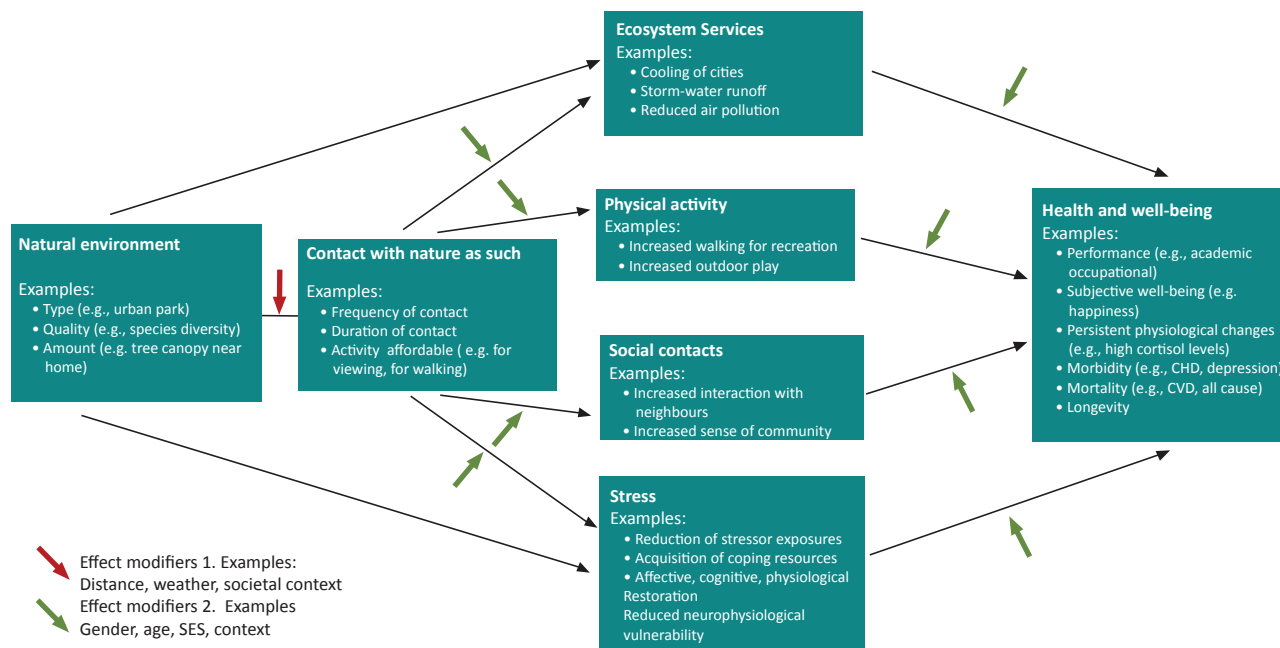 Ecosystem Services
Examples:
• Cooling of cities
• Storm-water runoff
• Reduced air pollution
Physical activity
Examples:
• Increased walking for recreation
• Increased outdoor play
Natural environment
Examples:
• Type (e.g., urban park)
• Quality (e.g., species diversity)
• Amount (e.g. tree canopy near
home)
Contact with nature as such
Examples:
• Frequency of contact
• Duration of contact
• Activity affordable ( e.g. for
viewing, for walking)
Social contacts
Examples:
• Increased interaction with
neighbours
• Increased sense of community
Stress
Examples:
• Reduction of stressor exposures
• Acquisition of coping resources
• Affective, cognitive, physiological
Restoration
Reduced neurophysiological
vulnerability
Health and well-being
Examples:
• Performance (e.g., academic
occupational)
• Subjective well-being (e.g.
happiness)
• Persistent physiological changes
(e.g., high cortisol levels)
• Morbidity (e.g., CHD, depression)
• Mortality (e.g., CVD, all cause)
• Longevity
Effect modifiers 1. Examples:
Distance, weather, societal context
Effect modifiers 2. Examples
Gender, age, SES, context